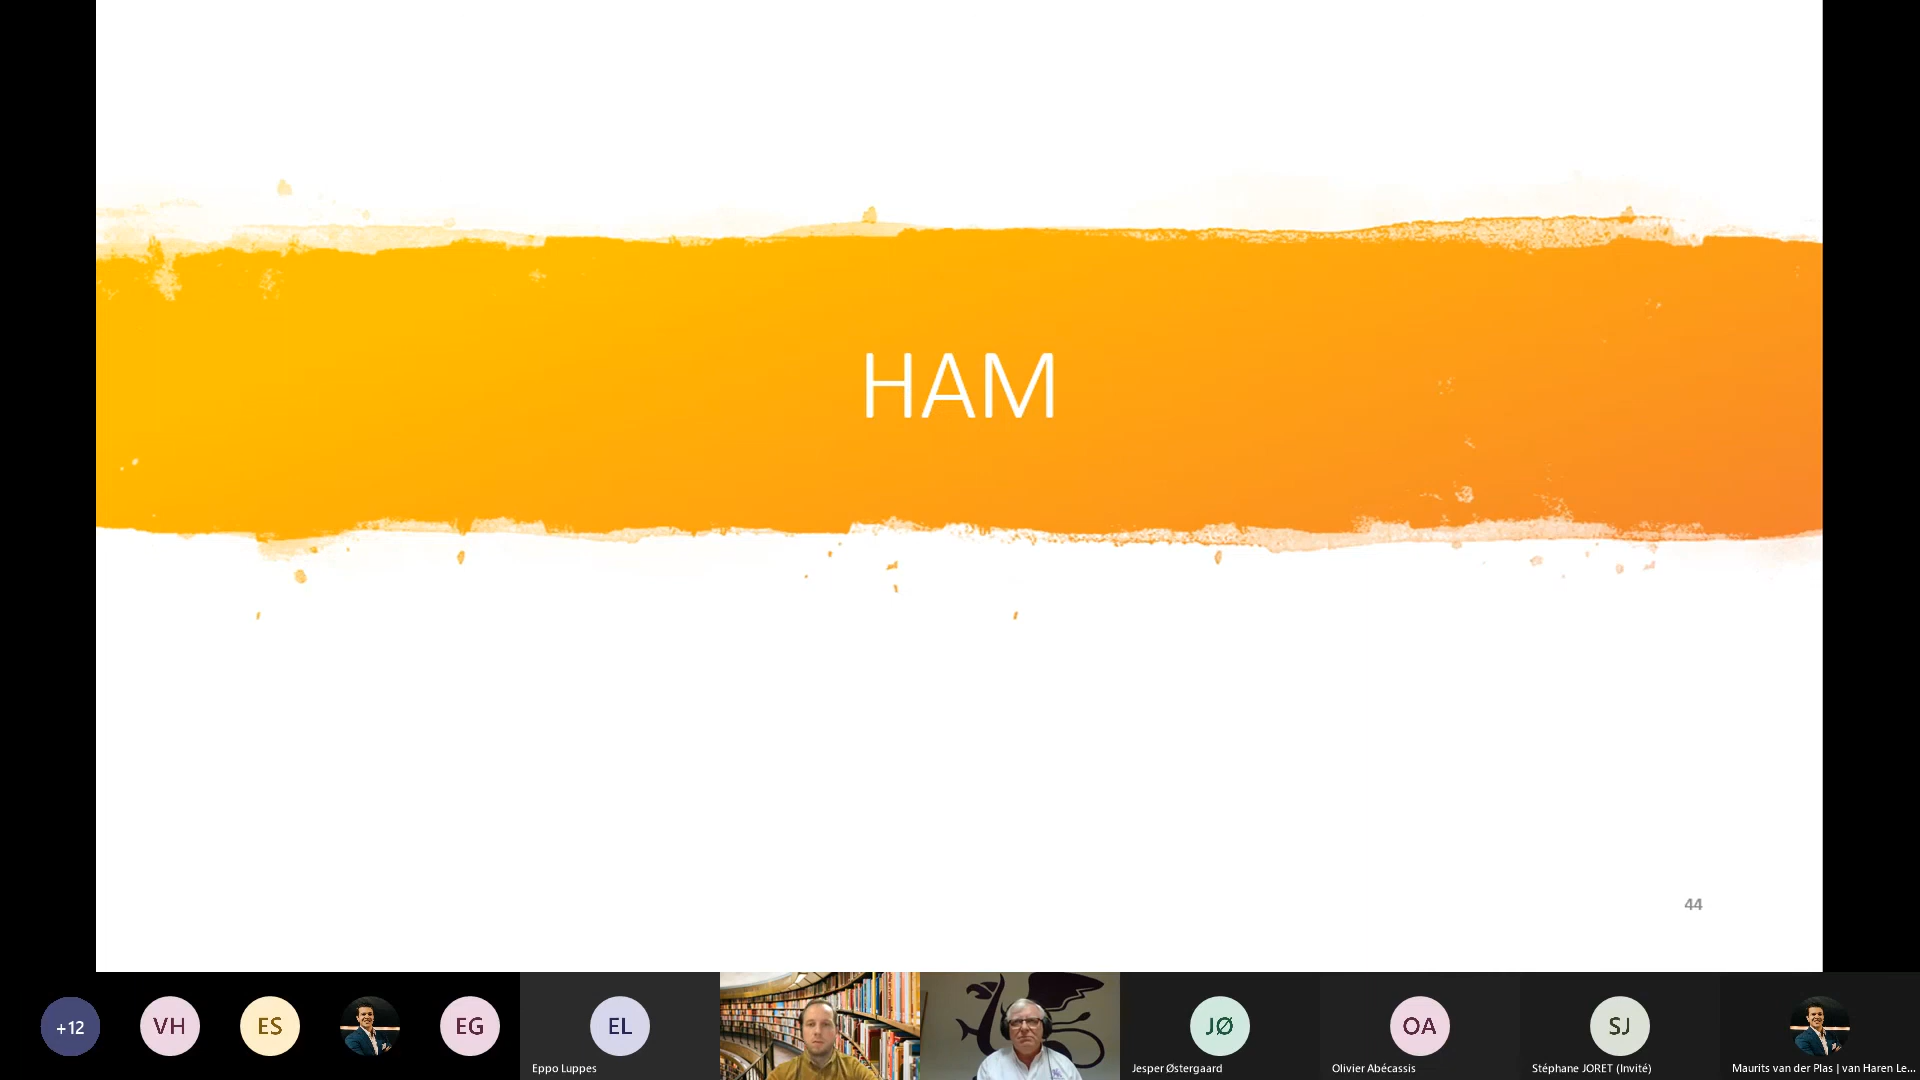 HAM
44
+12
VH
ES
EG
EL
JØ
OA
SJ
Eppo Luppes
Jesper Østergaard
Olivier Abécassis
Stéphane JORET (Invité)
Maurits van der Plas | van Haren Le...